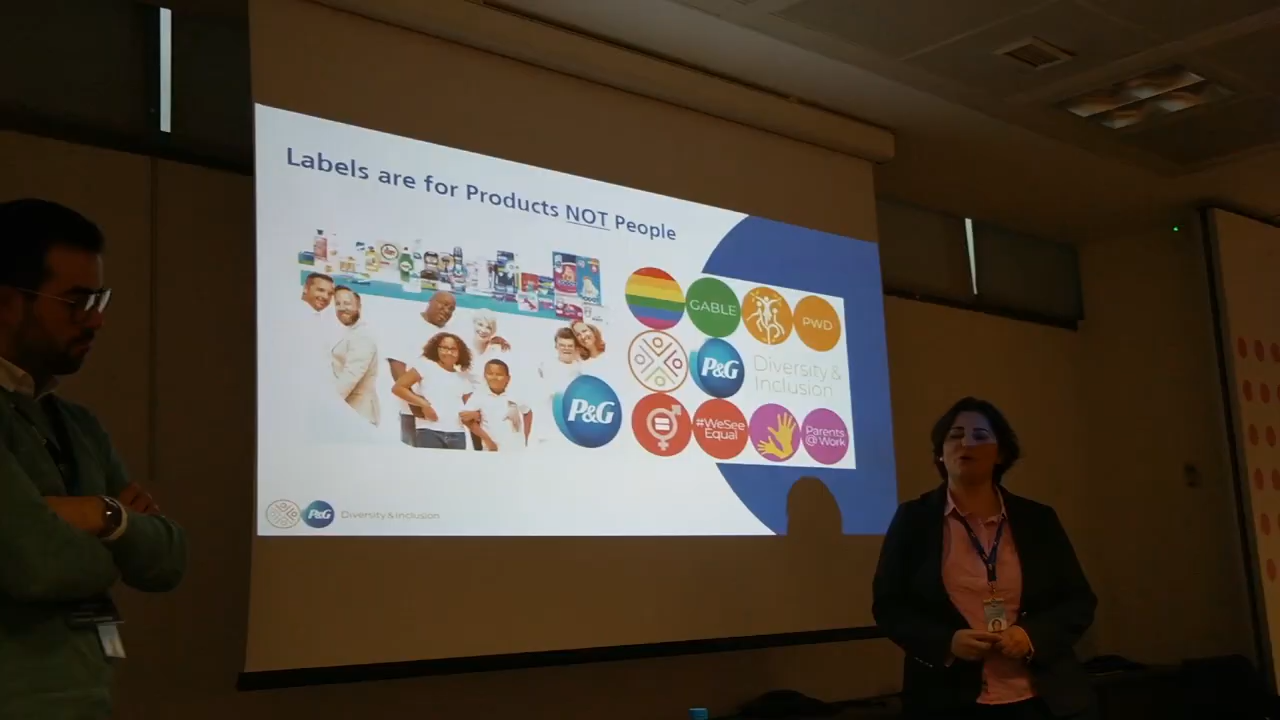 Labels are for Products NOT People
GABLE
PWD
P&G
Diversity &
Inclusion
P&G
#WeSee
Equal
Parents
@Work
P&G
Diversity & Inclusion